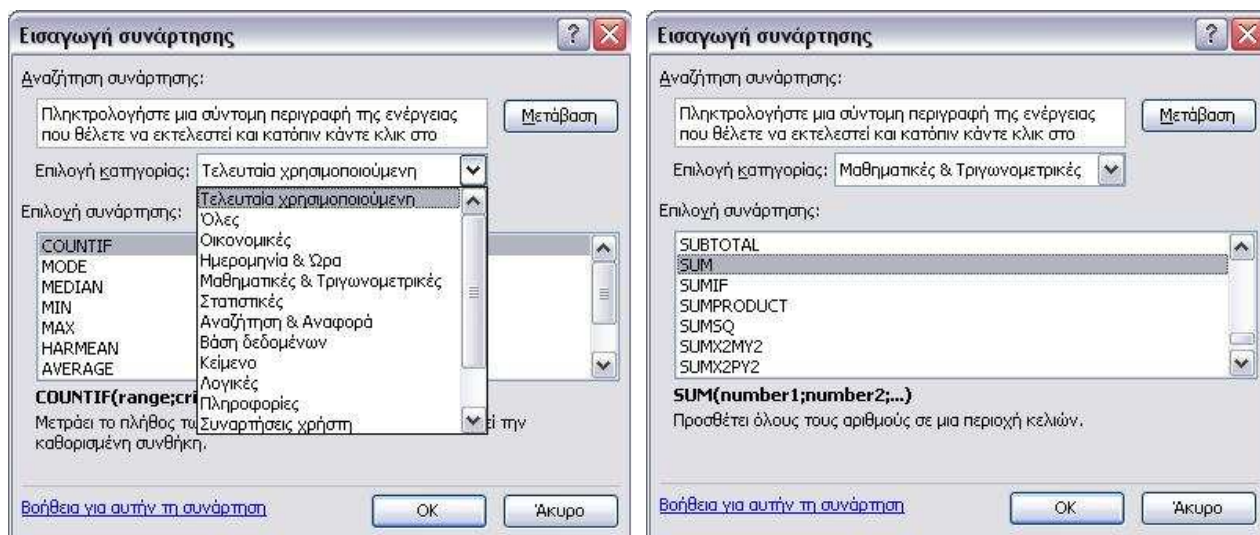 Εισαγωγή συνάρτησης
Αναζήτηση συνάρτησης:
Πληκτρολογήστε μια σύντομη περιγραφή της ενέργειας
που θέλετε να εκτελεστεί και κατόπιν κάντε κλικ στο
Μετάβαση
Επιλογή κατηγορίας: Τελευταία χρησιμοποιούμενη
Τελευταία χρησιμοποιούμενη
Όλες
Οικονομικές
Ημερομηνία & Ώρα
Μαθηματικές & Τριγωνομετρικές
Στατιστικές
Αναζήτηση & Αναφορά
Βάση δεδομένων
Κείμενο
Λογικές
Πληροφορίες
Συναρτήσεις χρήστη
Επιλοχή συνάρτησης:
COUNTIF
MODE
MEDIAN
MIN
MAX
HARMEAN
AVERAGE
COUNTIF(range;cri
Μετράει το πλήθος τω
εί την
καθορισμένη συνθήκη.
Βοήθεια για αυτήν τη συνάρτηση
OK
Άκυρο
Εισαγωγή συνάρτησης
Αναζήτηση συνάρτησης:
Πληκτρολογήστε μια σύντομη περιγραφή της ενέργειας
που θέλετε να εκτελεστεί και κατόπιν κάντε κλικ στο
Μετάβαση
Επιλογή κατηγορίας: Μαθηματικές & Τριγωνομετρικές
Επιλοχή συνάρτησης:
SUBTOTAL
SUM
SUMIF
SUMPRODUCT
SUMSQ
SUMX2MY2
SUMX2PY2
SUM(number1;number2;...)
Προσθέτει όλους τους αριθμούς σε μια περιοχή κελιών.
Βοήθεια για αυτήν τη συνάρτηση
OK
Άκυρο